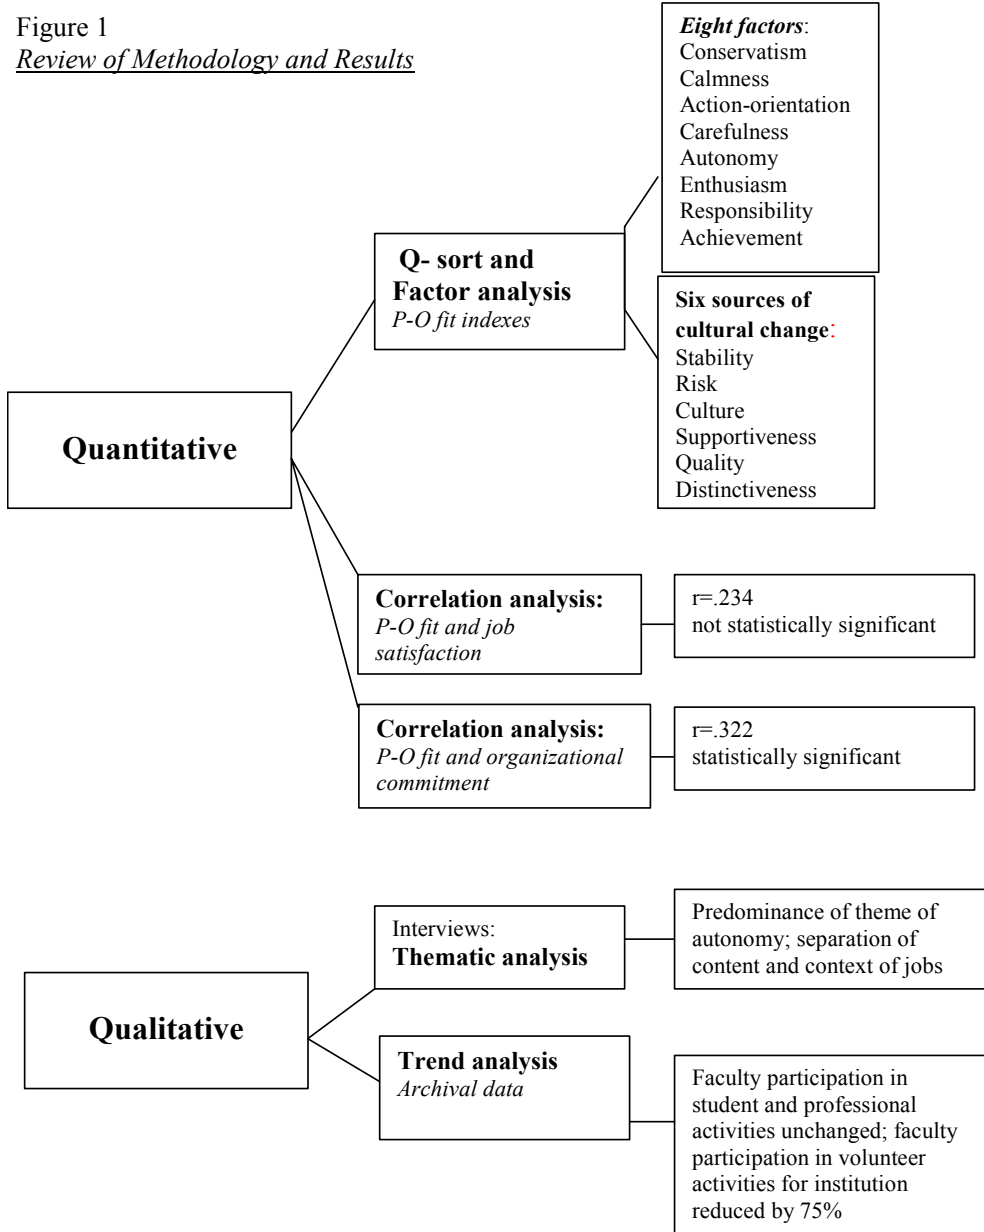 Figure 1
Review of Methodology and Results
Eight factors:
Conservatism
Calmness
Action-orientation
Carefulness
Autonomy
Enthusiasm
Responsibility
Achievement
Q- sort and
Factor analysis
P-O fit indexes
Six sources of
cultural change:
Stability
Risk
Culture
Supportiveness
Quality
Distinctiveness
Quantitative
Correlation analysis:
P-O fit and job
satisfaction
r=.234
not statistically significant
Correlation analysis:
P-O fit and organizational
commitment
r=.322
statistically significant
Interviews:
Thematic analysis
Predominance of theme of
autonomy; separation of
content and context of jobs
Qualitative
Trend analysis
Archival data
Faculty participation in
student and professional
activities unchanged; faculty
participation in volunteer
activities for institution
reduced by 75%